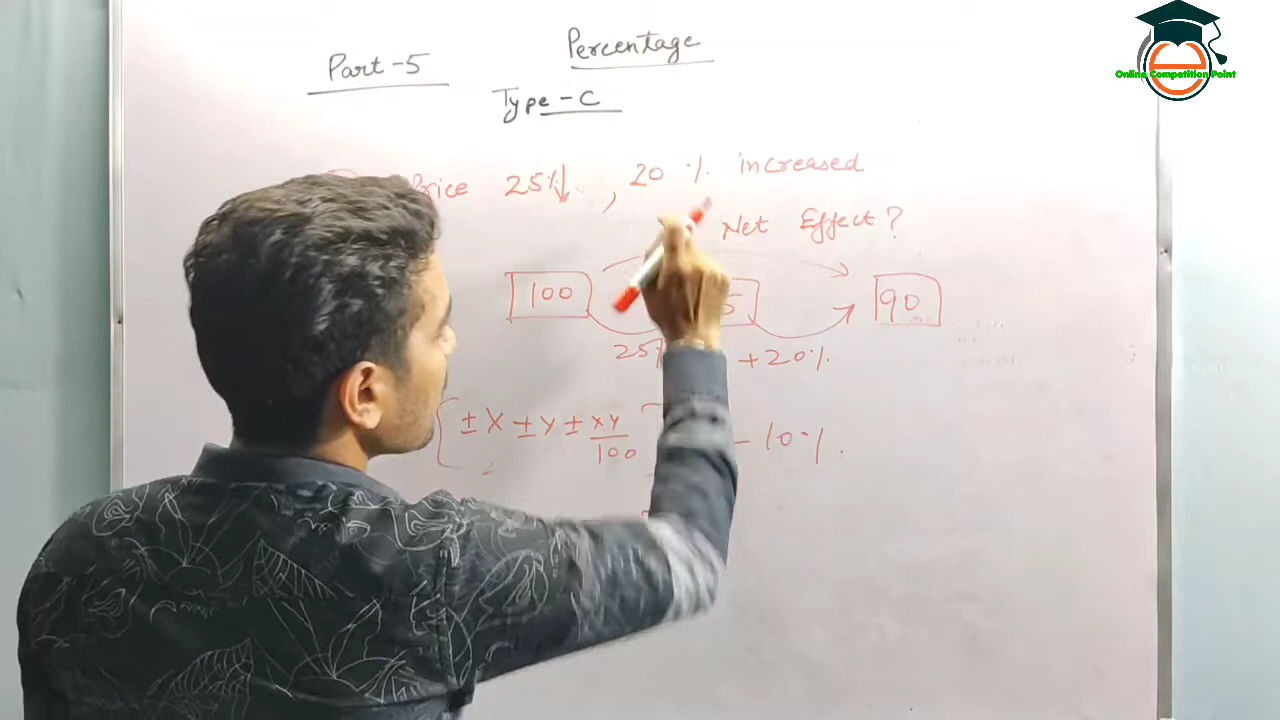 Percentage
Part-5
Type-C
Online Competition Point
Price 25%↓, 20% increased
Net Effect?
100 5 90
25% +20%
±X ±Y ± XY/100 -10%.